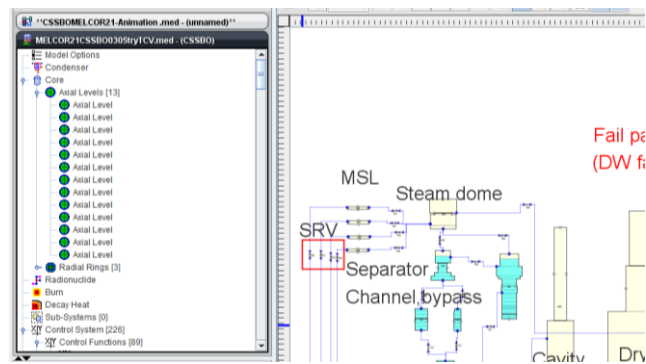 "CSSBOMELCOR21-Animation .med - (unnamed)"
MELCOR21CSSBO0305tryTCV.med - (CSSBO)
Model Options
Condenser
Core
Axial Levels [13]
Axial Level
Axial Level
Axial Level
Axial Level
Axial Level
Axial Level
Axial Level
Axial Level
Axial Level
Axial Level
Axial Level
Axial Level
Axial Level
Radial Rings [3]
Radionuclide
Burn
Decay Heat
Sub-Systems [0]
Control System [226]
Control Functions [89]
Fail pa
(DW fa
MSL
Steam dome
SRV
Separator
Channel,bypass
Cavity
Dry